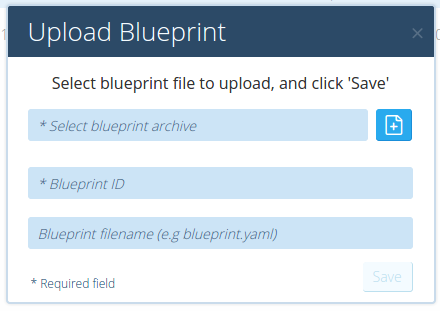 Upload Blueprint
×
Select blueprint file to upload, and click 'Save'
* Select blueprint archive
* Blueprint ID
Blueprint filename (e.g blueprint.yaml)
* Required field
Save